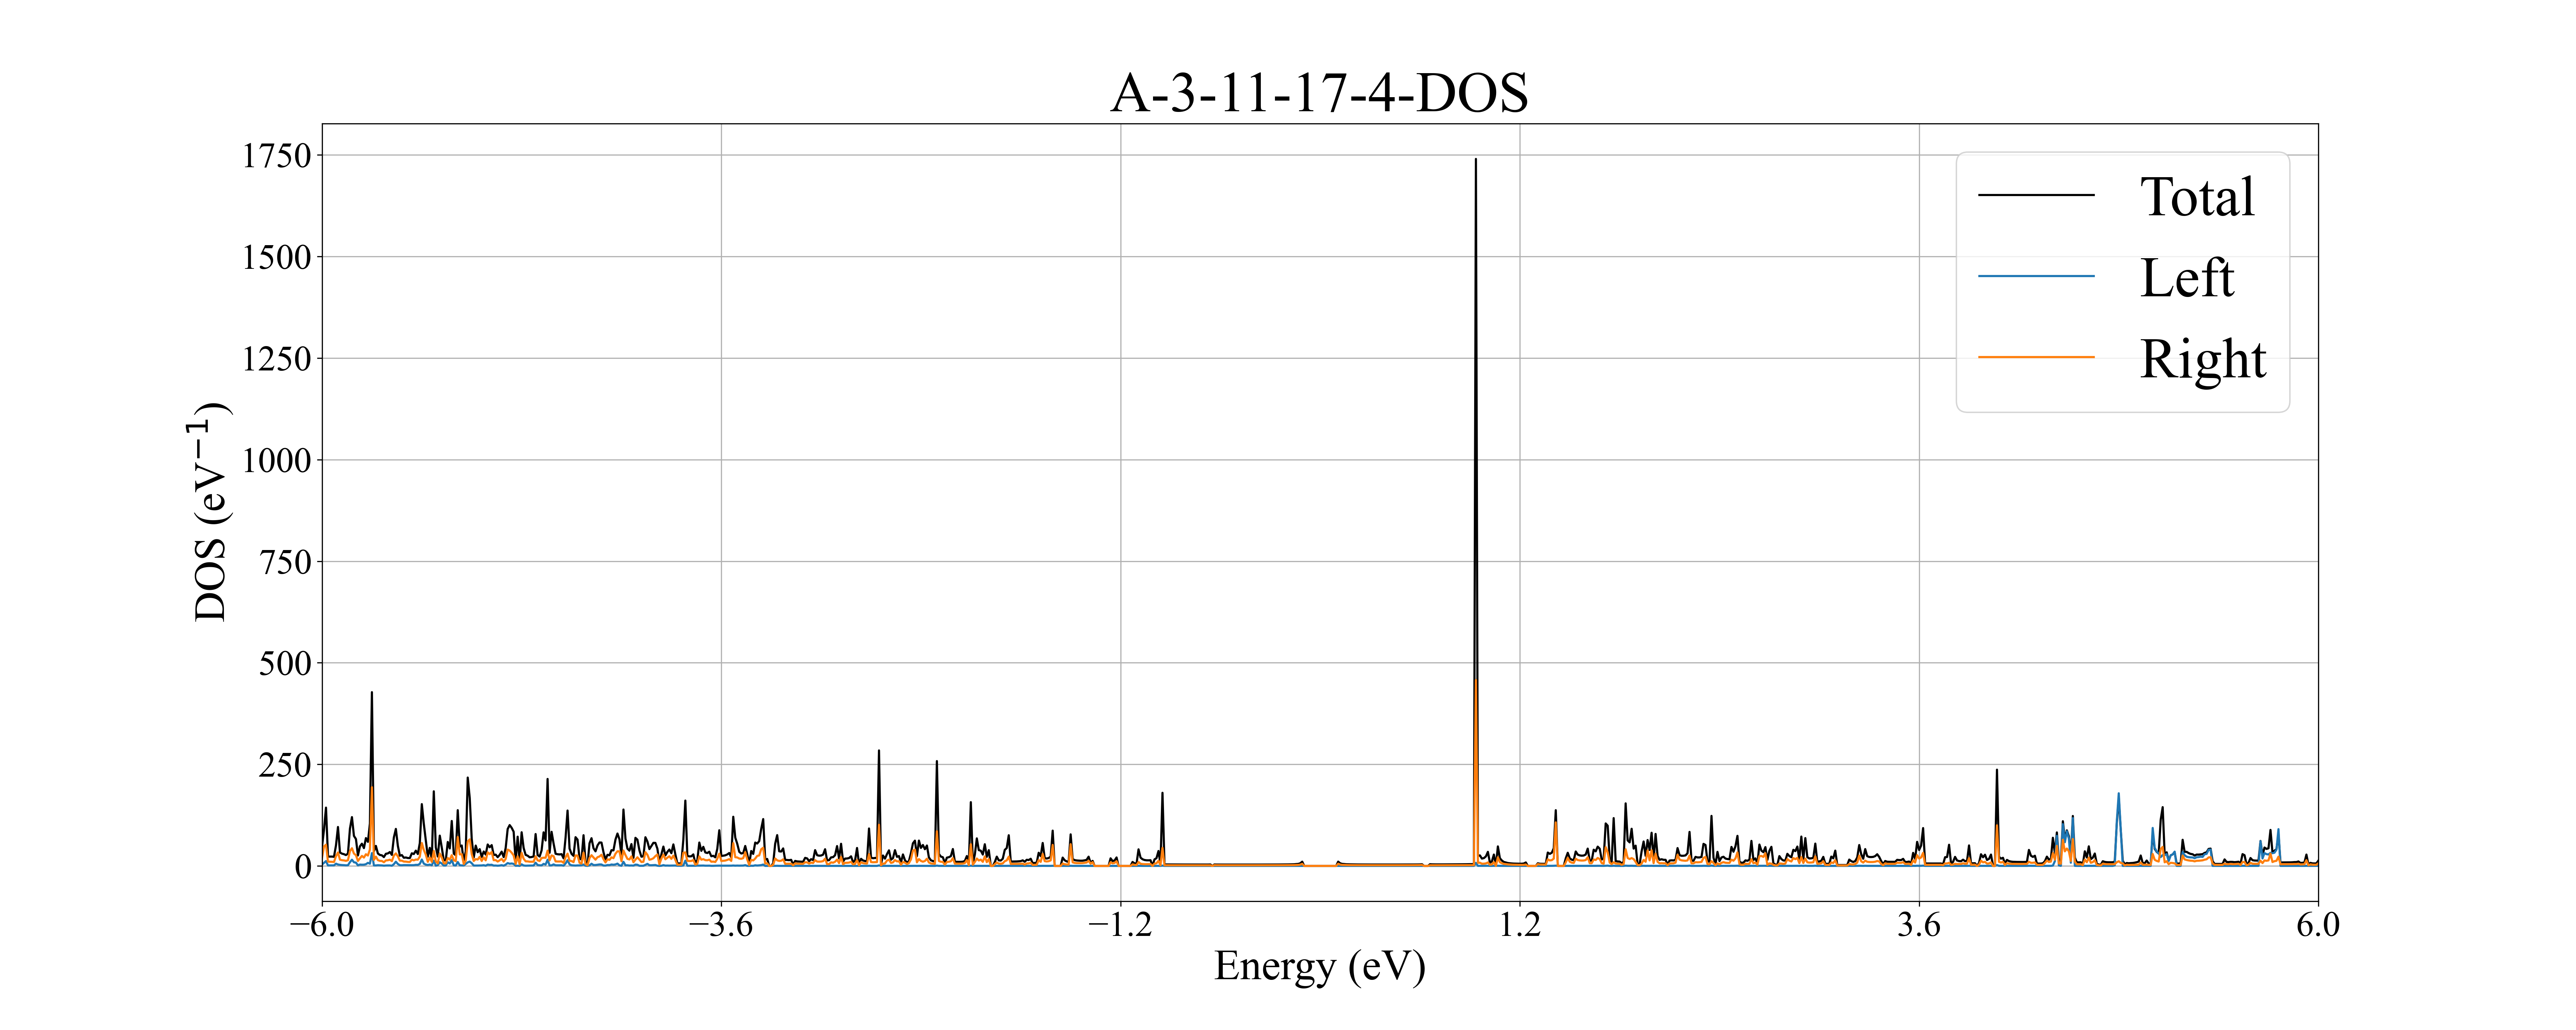 A-3-11-17-4-DOS
1750
1500
1250
1000
750
500
250
0
DOS (eV⁻¹)
Total
Left
Right
−6.0 −3.6 −1.2 1.2 3.6 6.0
Energy (eV)